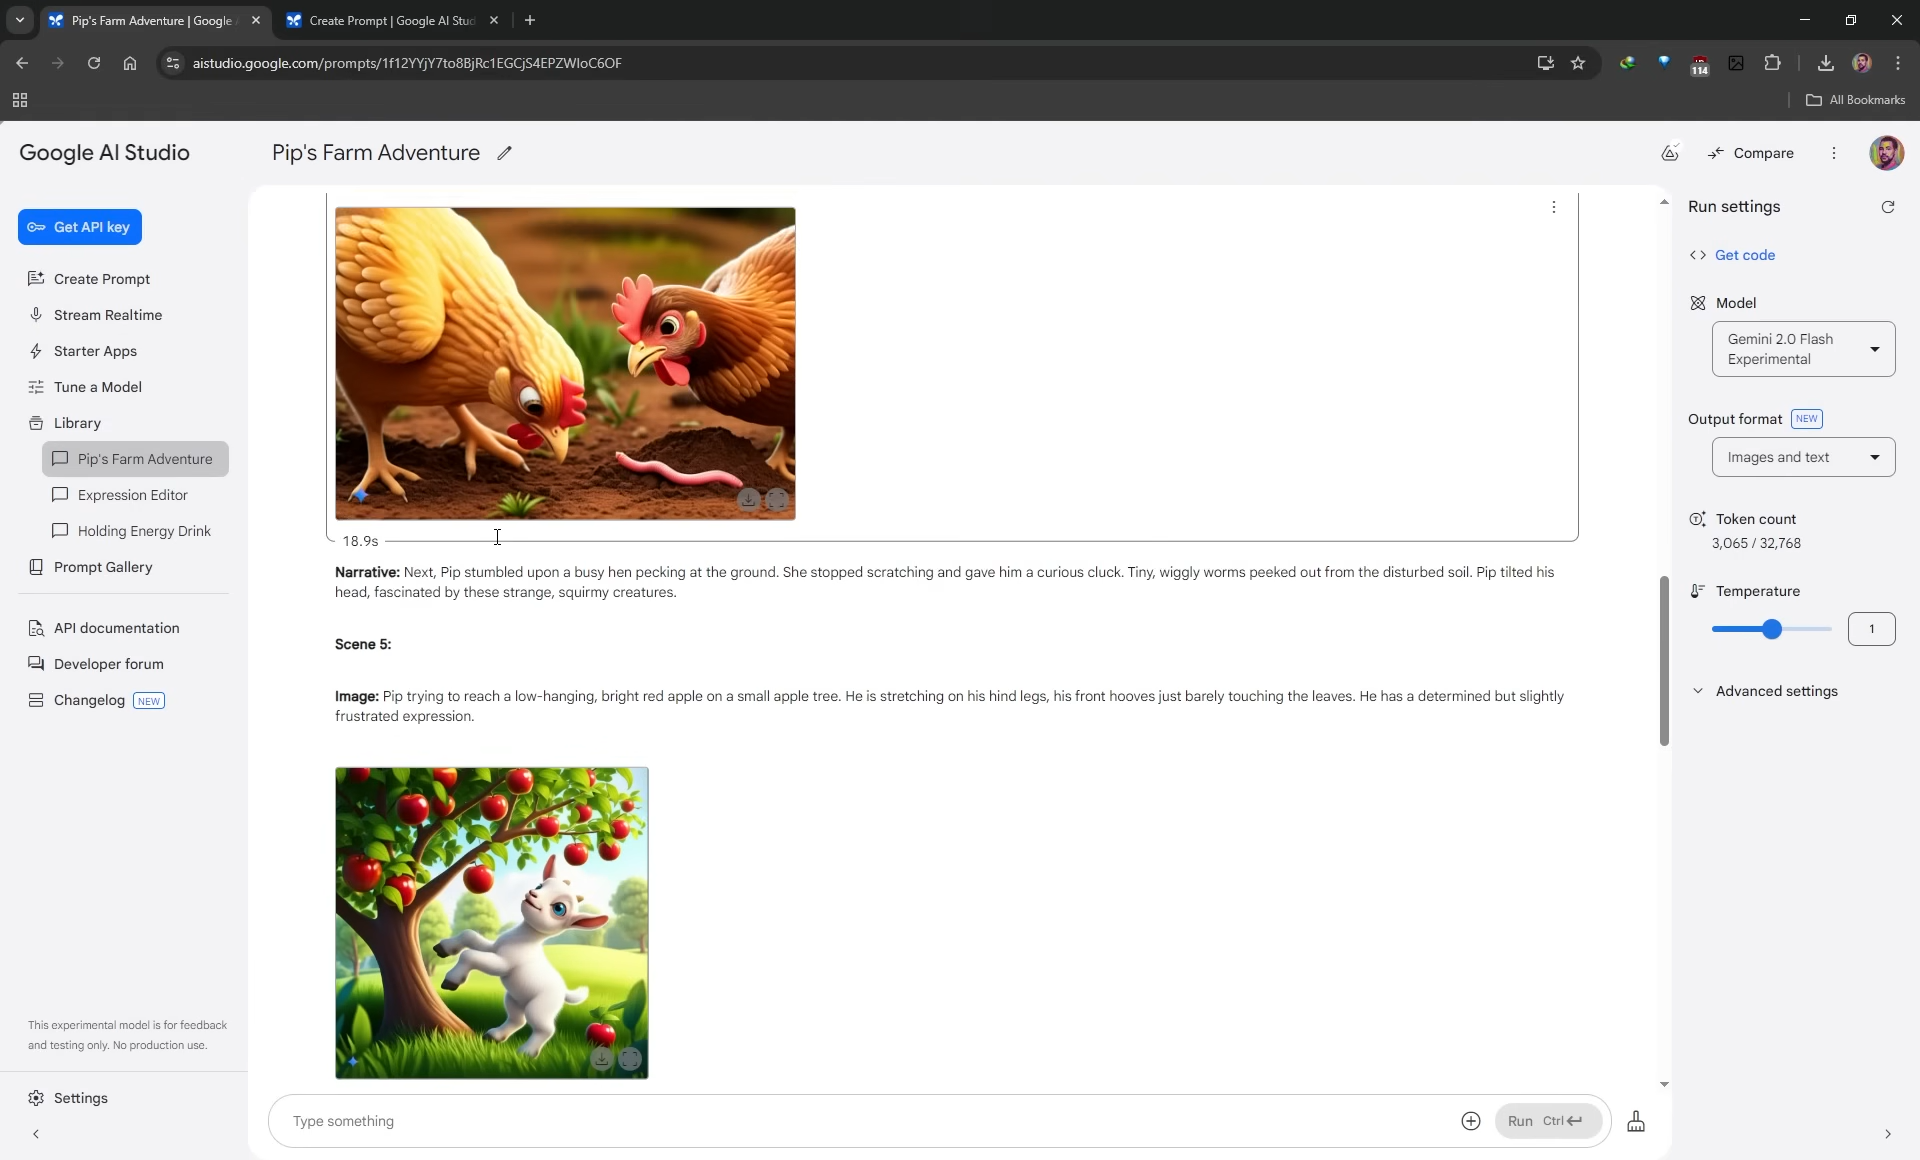 Pip's Farm Adventure | Google
Create Prompt | Google AI Stud
aistudio.google.com/prompts/1f12YYjY7to8BjRc1EGCjS4EPZWIoC6OF
114
All Bookmarks
Google AI Studio
Pip's Farm Adventure
Compare
Get API key
Create Prompt
Stream Realtime
Starter Apps
Tune a Model
Library
Pip's Farm Adventure
Expression Editor
Holding Energy Drink
Prompt Gallery
API documentation
Developer forum
Changelog NEW
This experimental model is for feedback
and testing only. No production use.
Settings
18.9s
Narrative: Next, Pip stumbled upon a busy hen pecking at the ground. She stopped scratching and gave him a curious cluck. Tiny, wiggly worms peeked out from the disturbed soil. Pip tilted his
head, fascinated by these strange, squirmy creatures.
Scene 5:
Image: Pip trying to reach a low-hanging, bright red apple on a small apple tree. He is stretching on his hind legs, his front hooves just barely touching the leaves. He has a determined but slightly
frustrated expression.
Type something
Run Ctrl
Run settings
Get code
Model
Gemini 2.0 Flash
Experimental
Output format NEW
Images and text
Token count
3,065 / 32,768
Temperature
1
Advanced settings